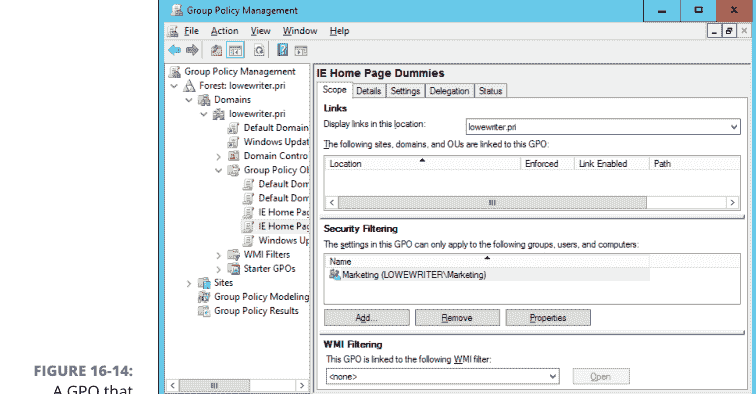 Group Policy Management
File Action View Window Help
Group Policy Management
Forest: lowewriter.pri
Domains
lowewriter.pri
Default Domain
Windows Updat
Domain Contro
Group Policy Ob
Default Dom
Default Dom
IE Home Pag
IE Home Pag
Windows Up
WMI Filters
Starter GPOs
Sites
Group Policy Modeling
Group Policy Results
IE Home Page Dummies
Scope Details Settings Delegation Status
Links
Display links in this location: lowewriter.pri
The following sites, domains, and OUs are linked to this GPO:
Location Enforced Link Enabled Path
Security Filtering
The settings in this GPO can only apply to the following groups, users, and computers:
Name
Marketing (LOWEWRITER\Marketing)
Add... Remove Properties
WMI Filtering
This GPO is linked to the following WMI filter:
<none> Open
FIGURE 16-14:
A GPO that